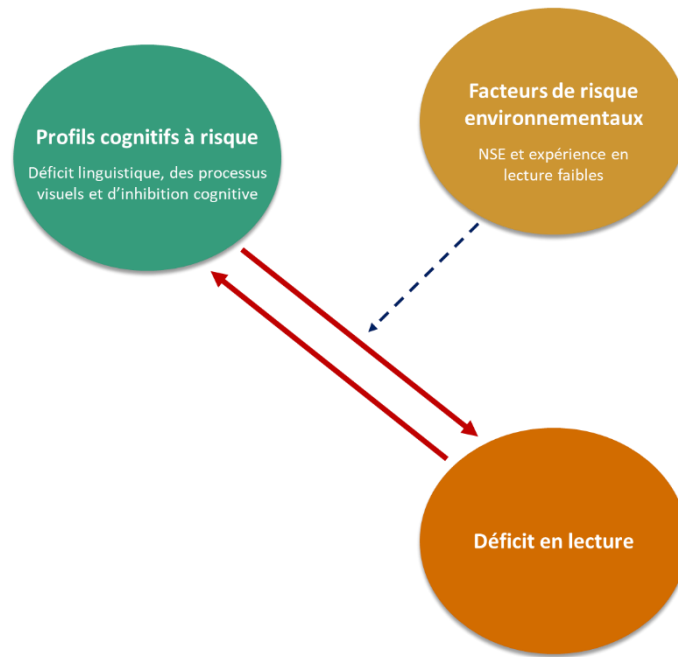 Profils cognitifs à risque
Déficit linguistique, des processus
visuels et d'inhibition cognitive
Facteurs de risque
environnementaux
NSE et expérience en
lecture faibles
Déficit en lecture